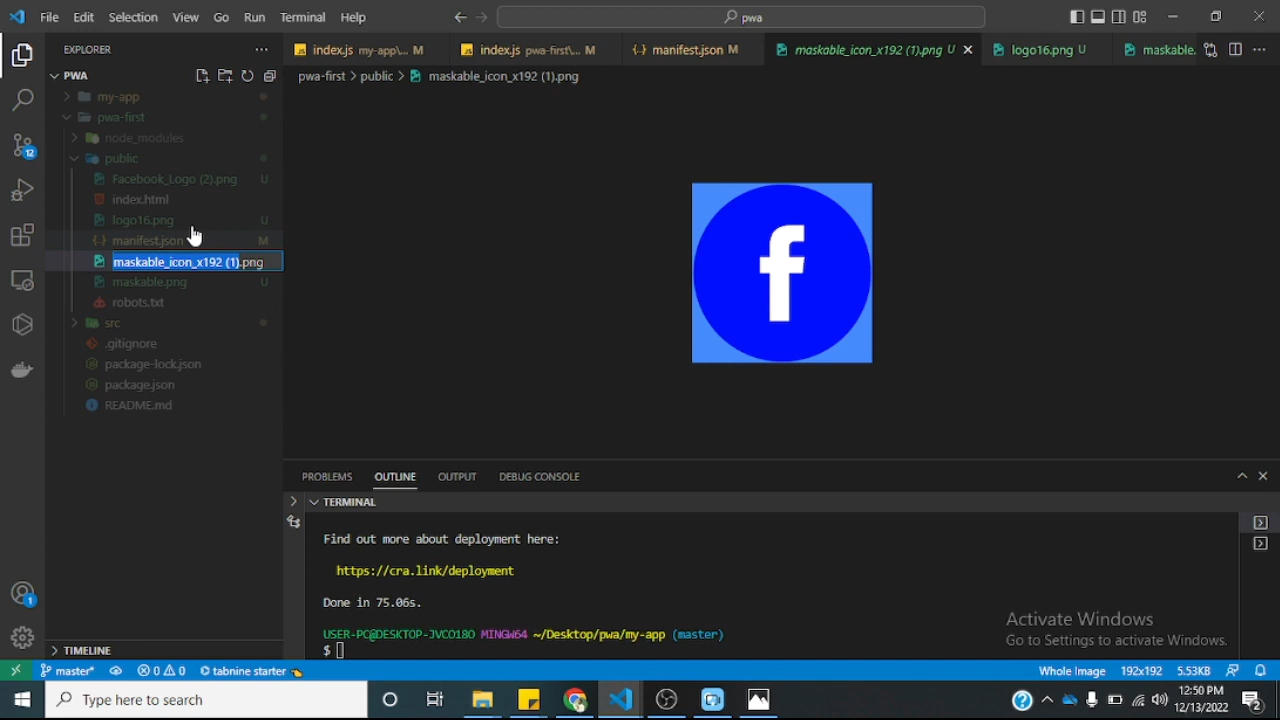 File Edit Selection View Go Run Terminal Help
pwa
EXPLORER
index.js my-app\... M
index.js pwa-first\... M
manifest.json M
maskable_icon_x192 (1).png U
logo16.png U
maskable.
PWA
pwa-first > public > maskable_icon_x192 (1).png
my-app
pwa-first
node_modules
public
Facebook_Logo (2).png U
index.html
logo16.png U
manifest.json M
maskable_icon_x192 (1).png
maskable.png U
robots.txt
src
.gitignore
package-lock.json
package.json
README.md
12
f
PROBLEMS OUTLINE OUTPUT DEBUG CONSOLE
TERMINAL
Find out more about deployment here:
https://cra.link/deployment
Done in 75.06s.
USER-PC@DESKTOP-JVCO18O MINGW64 ~/Desktop/pwa/my-app (master)
$
1
Activate Windows
Go to Settings to activate Windows.
TIMELINE
master* 0 0 tabnine starter
Whole Image 192x192 5.53KB
Type here to search
12:50 PM
12/13/2022
2